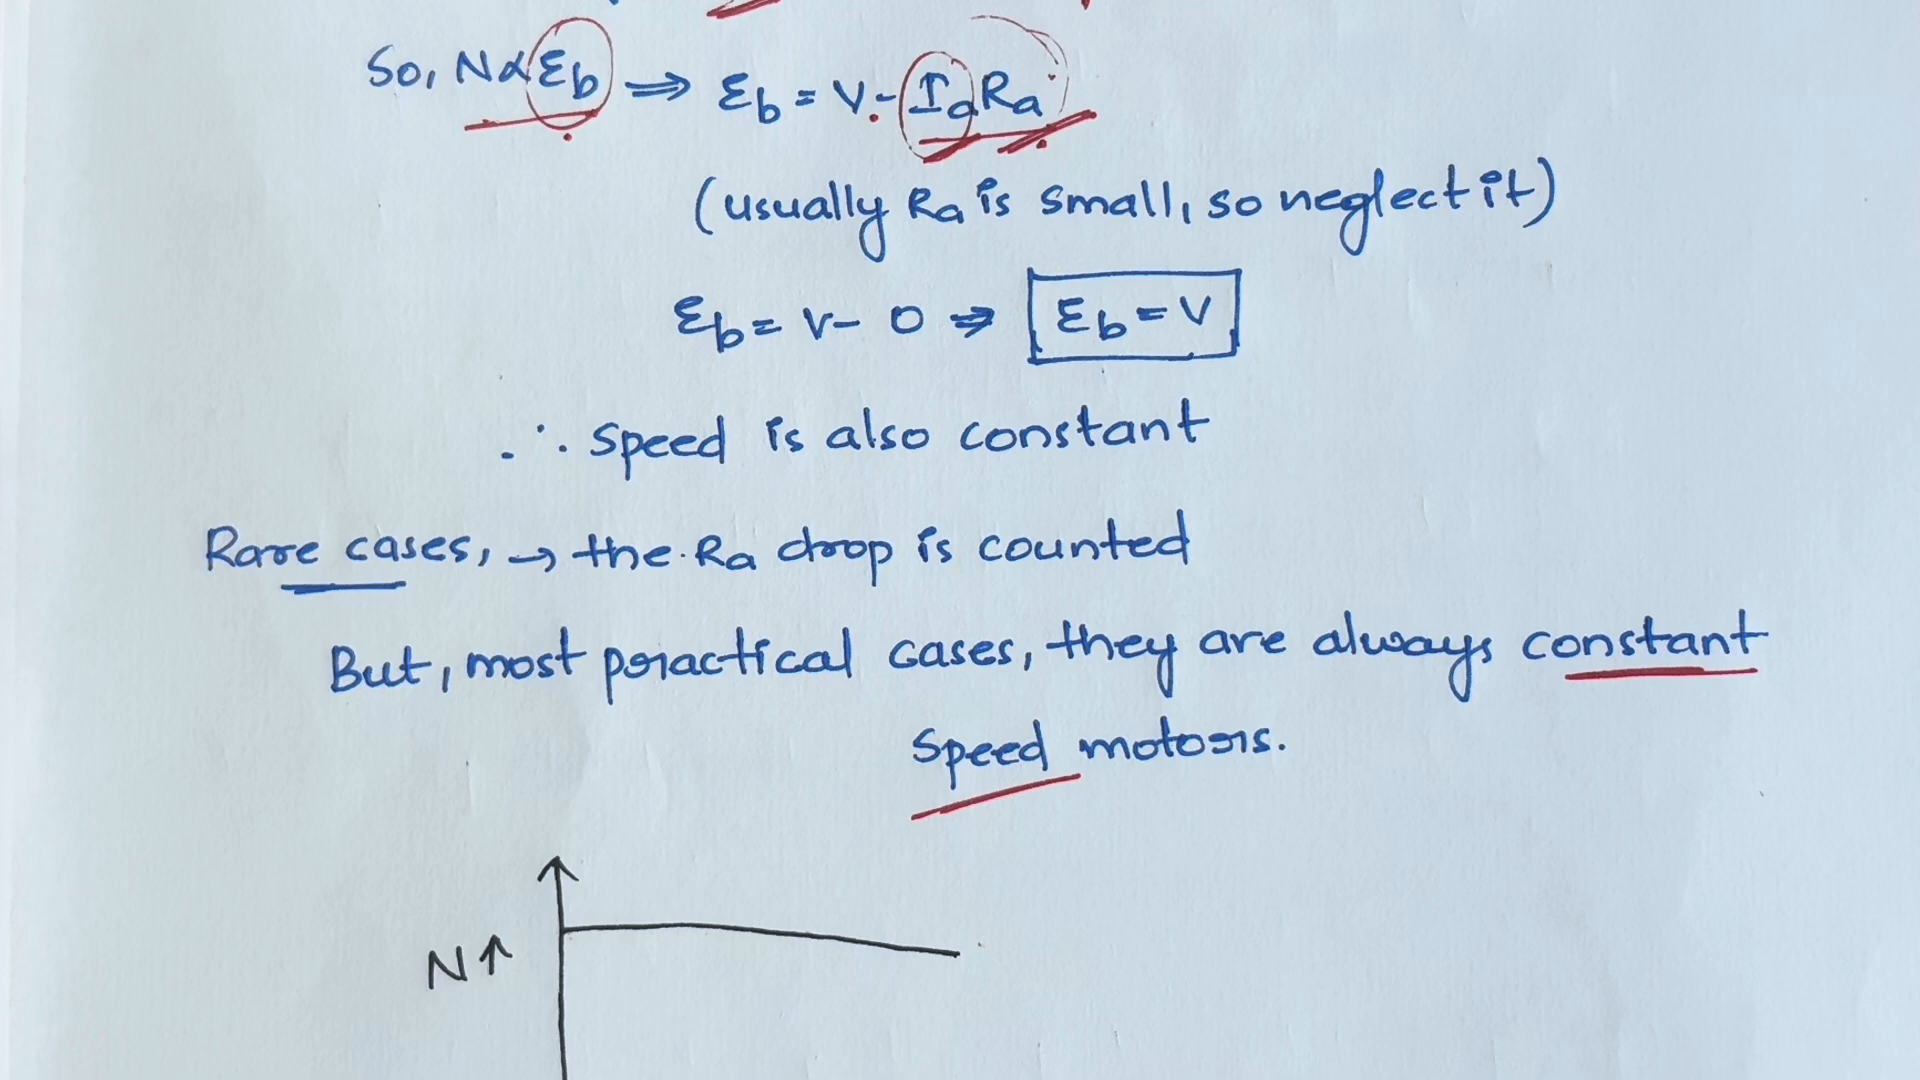 So, N∝Eb ⇒ Eb = V - IaRa
(usually Ra is small, so neglect it)
Eb = V - 0 ⇒ Eb = V
∴ Speed is also constant
Rare cases, → the Ra drop is counted
But, most practical cases, they are always constant
Speed motors.
N↑